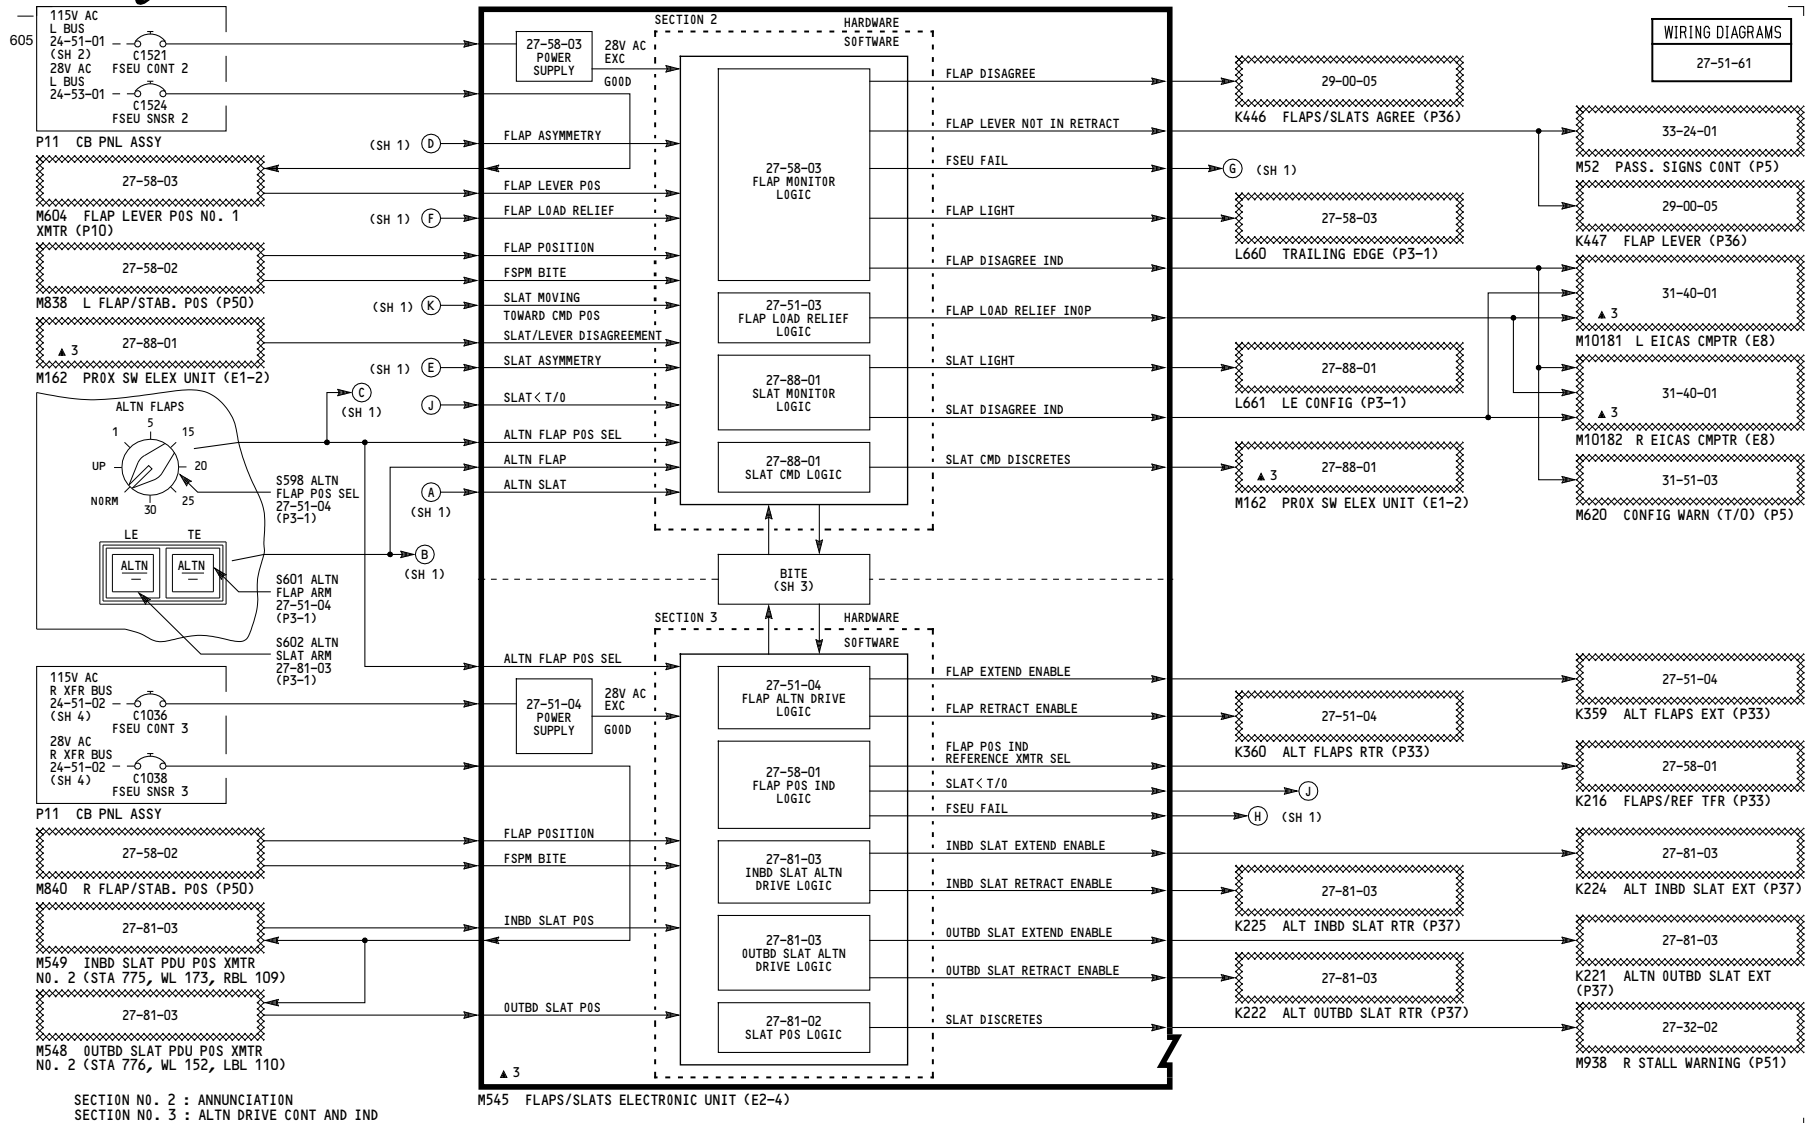 605
115V AC
L BUS
24-51-01
(SH 2)
C1521
FSEU CONT 2
28V AC
L BUS
24-53-01
C1524
FSEU SNSR 2
P11 CB PNL ASSY
27-58-03
M604 FLAP LEVER POS NO. 1
XMTR (P10)
27-58-02
M838 L FLAP/STAB. POS (P50)
▲ 3
27-88-01
M162 PROX SW ELEX UNIT (E1-2)
ALTN FLAPS
UP
1
5
15
20
25
30
NORM
S598 ALTN
FLAP POS SEL
27-51-04
(P3-1)
LE
TE
ALTN
ALTN
S601 ALTN
FLAP ARM
27-51-04
(P3-1)
S602 ALTN
SLAT ARM
27-81-03
(P3-1)
115V AC
R XFR BUS
24-51-02
(SH 4)
C1036
FSEU CONT 3
28V AC
R XFR BUS
24-51-02
(SH 4)
C1038
FSEU SNSR 3
P11 CB PNL ASSY
27-58-02
M840 R FLAP/STAB. POS (P50)
27-81-03
M549 INBD SLAT PDU POS XMTR
NO. 2 (STA 775, WL 173, RBL 109)
27-81-03
M548 OUTBD SLAT PDU POS XMTR
NO. 2 (STA 776, WL 152, LBL 110)
SECTION NO. 2 : ANNUNCIATION
SECTION NO. 3 : ALTN DRIVE CONT AND IND
(SH 1) D
(SH 1) F
(SH 1) K
(SH 1) E
C
(SH 1)
J
A
(SH 1)
B
(SH 1)
SECTION 2
HARDWARE
SOFTWARE
27-58-03
POWER
SUPPLY
28V AC
EXC
GOOD
FLAP ASYMMETRY
FLAP LEVER POS
FLAP LOAD RELIEF
FLAP POSITION
FSPM BITE
SLAT MOVING
TOWARD CMD POS
SLAT/LEVER DISAGREEMENT
SLAT ASYMMETRY
SLAT< T/O
ALTN FLAP POS SEL
ALTN FLAP
ALTN SLAT
27-58-03
FLAP MONITOR
LOGIC
27-51-03
FLAP LOAD RELIEF
LOGIC
27-88-01
SLAT MONITOR
LOGIC
27-88-01
SLAT CMD LOGIC
BITE
(SH 3)
SECTION 3
HARDWARE
SOFTWARE
ALTN FLAP POS SEL
27-51-04
POWER
SUPPLY
28V AC
EXC
GOOD
FLAP POSITION
FSPM BITE
INBD SLAT POS
OUTBD SLAT POS
27-51-04
FLAP ALTN DRIVE
LOGIC
27-58-01
FLAP POS IND
LOGIC
27-81-03
INBD SLAT ALTN
DRIVE LOGIC
27-81-03
OUTBD SLAT ALTN
DRIVE LOGIC
27-81-02
SLAT POS LOGIC
▲ 3
M545 FLAPS/SLATS ELECTRONIC UNIT (E2-4)
FLAP DISAGREE
FLAP LEVER NOT IN RETRACT
FSEU FAIL
FLAP LIGHT
FLAP DISAGREE IND
FLAP LOAD RELIEF INOP
SLAT LIGHT
SLAT DISAGREE IND
SLAT CMD DISCRETES
FLAP EXTEND ENABLE
FLAP RETRACT ENABLE
FLAP POS IND
REFERENCE XMTR SEL
SLAT< T/O
FSEU FAIL
INBD SLAT EXTEND ENABLE
INBD SLAT RETRACT ENABLE
OUTBD SLAT EXTEND ENABLE
OUTBD SLAT RETRACT ENABLE
SLAT DISCRETES
29-00-05
K446 FLAPS/SLATS AGREE (P36)
G (SH 1)
27-58-03
L660 TRAILING EDGE (P3-1)
27-88-01
L661 LE CONFIG (P3-1)
▲ 3
27-88-01
M162 PROX SW ELEX UNIT (E1-2)
27-51-04
K360 ALT FLAPS RTR (P33)
J
H (SH 1)
27-81-03
K225 ALT INBD SLAT RTR (P37)
27-81-03
K222 ALT OUTBD SLAT RTR (P37)
WIRING DIAGRAMS
27-51-61
33-24-01
M52 PASS. SIGNS CONT (P5)
29-00-05
K447 FLAP LEVER (P36)
31-40-01
▲ 3
M10181 L EICAS CMPTR (E8)
31-40-01
▲ 3
M10182 R EICAS CMPTR (E8)
31-51-03
M620 CONFIG WARN (T/O) (P5)
27-51-04
K359 ALT FLAPS EXT (P33)
27-58-01
K216 FLAPS/REF TFR (P33)
27-81-03
K224 ALT INBD SLAT EXT (P37)
27-81-03
K221 ALTN OUTBD SLAT EXT
(P37)
27-32-02
M938 R STALL WARNING (P51)